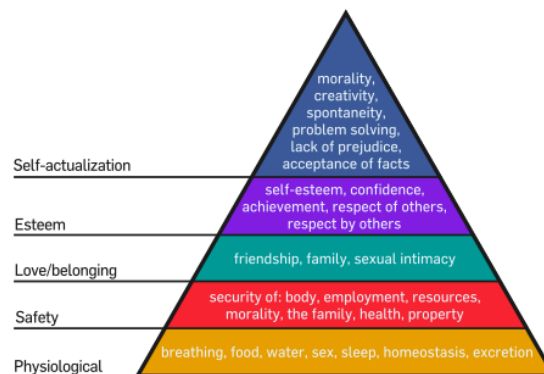 morality,
creativity,
spontaneity,
problem solving,
lack of prejudice,
acceptance of facts
Self-actualization
self-esteem, confidence,
achievement, respect of others,
respect by others
Esteem
friendship, family, sexual intimacy
Love/belonging
security of: body, employment, resources,
morality, the family, health, property
Safety
breathing, food, water, sex, sleep, homeostasis, excretion
Physiological